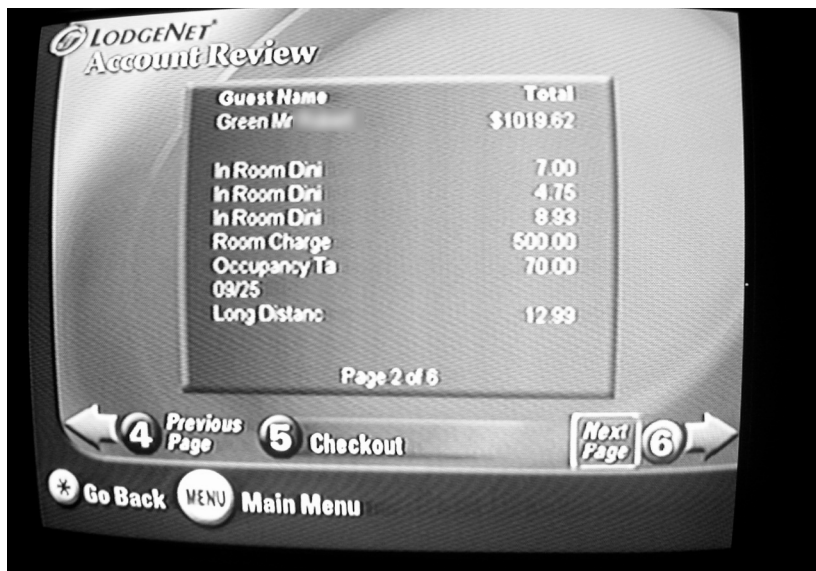 LODGENET
Account Review
Guest Name Total
Green Mr $1019.62
In Room Dini 7.00
In Room Dini 4.75
In Room Dini 8.93
Room Charge 500.00
Occupancy Ta 70.00
09/25
Long Distanc 12.99
Page 2 of 6
4 Previous Page
5 Checkout
Next Page 6
* Go Back
MENU Main Menu